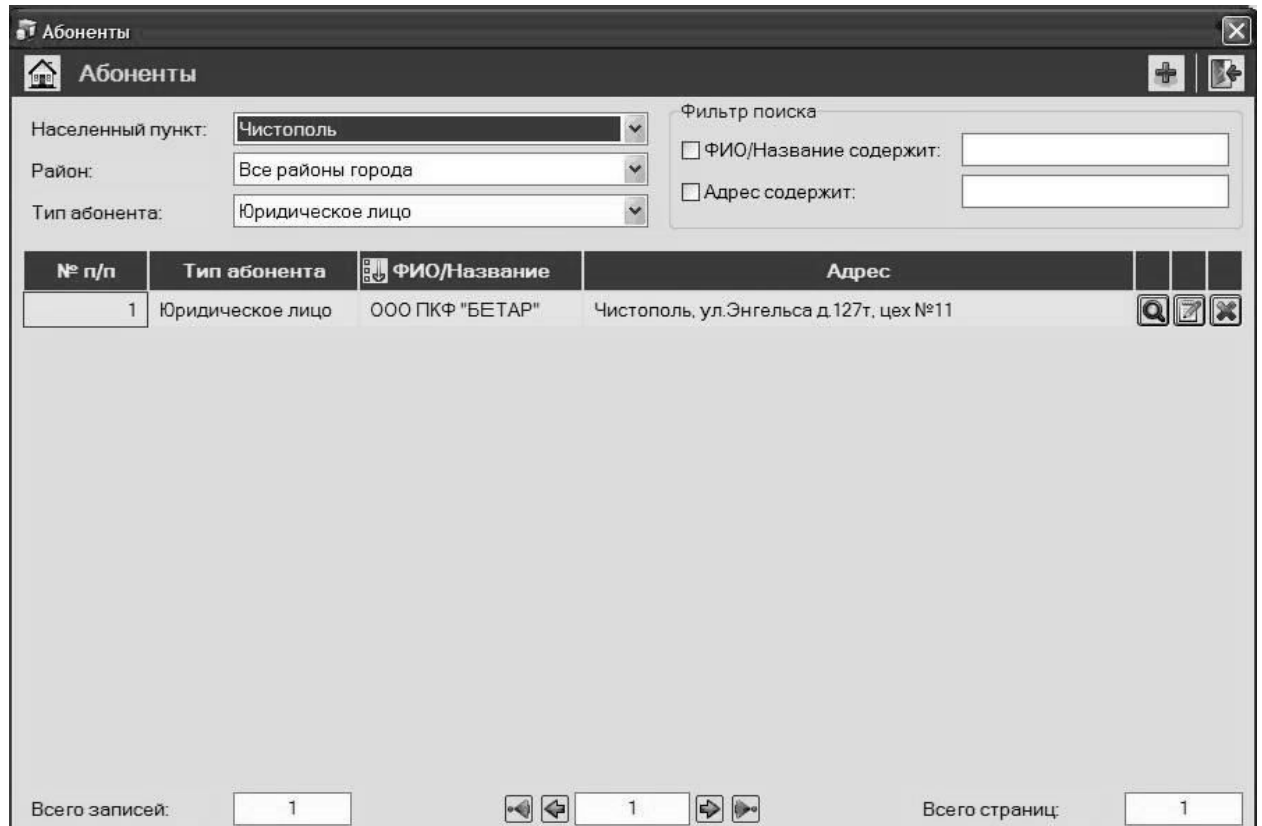 Абоненты
Абоненты
Населенный пункт: Чистополь
Район: Все районы города
Тип абонента: Юридическое лицо
Фильтр поиска
ФИО/Название содержит:
Адрес содержит:
№ п/п Тип абонента ФИО/Название Адрес
1 Юридическое лицо ООО ПКФ "БЕТАР" Чистополь, ул.Энгельса д.127т, цех №11
Всего записей: 1 1 Всего страниц: 1